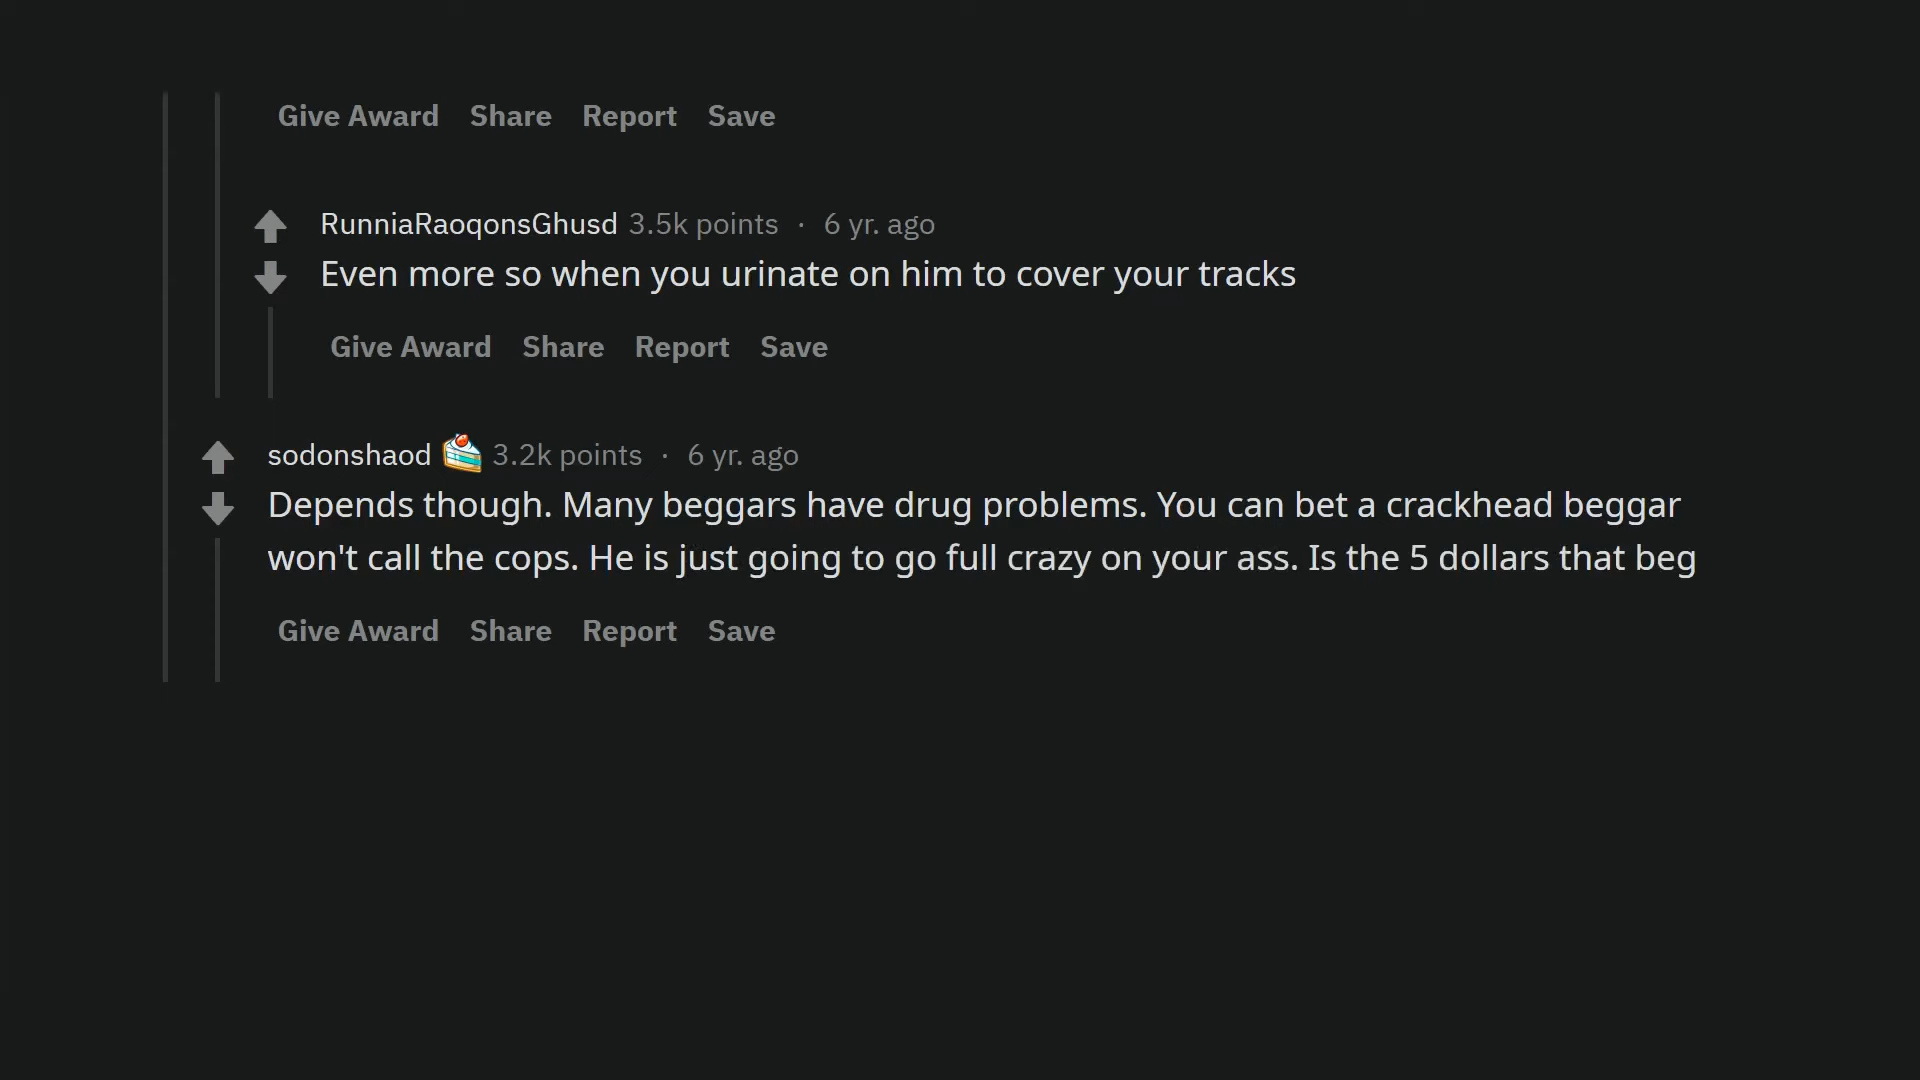 Give Award Share Report Save
RunniaRaoqonsGhusd 3.5k points · 6 yr. ago
Even more so when you urinate on him to cover your tracks
Give Award Share Report Save
sodonshaod 🍰 3.2k points · 6 yr. ago
Depends though. Many beggars have drug problems. You can bet a crackhead beggar
won't call the cops. He is just going to go full crazy on your ass. Is the 5 dollars that beg
Give Award Share Report Save